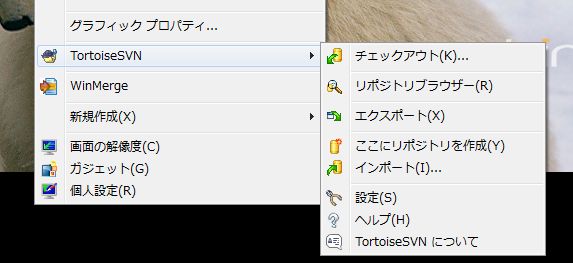 グラフィック プロパティ...
TortoiseSVN
WinMerge
新規作成(X)
画面の解像度(C)
ガジェット(G)
個人設定(R)
チェックアウト(K)...
リポジトリブラウザー(R)
エクスポート(X)
ここにリポジトリを作成(Y)
インポート(I)...
設定(S)
ヘルプ(H)
TortoiseSVN について